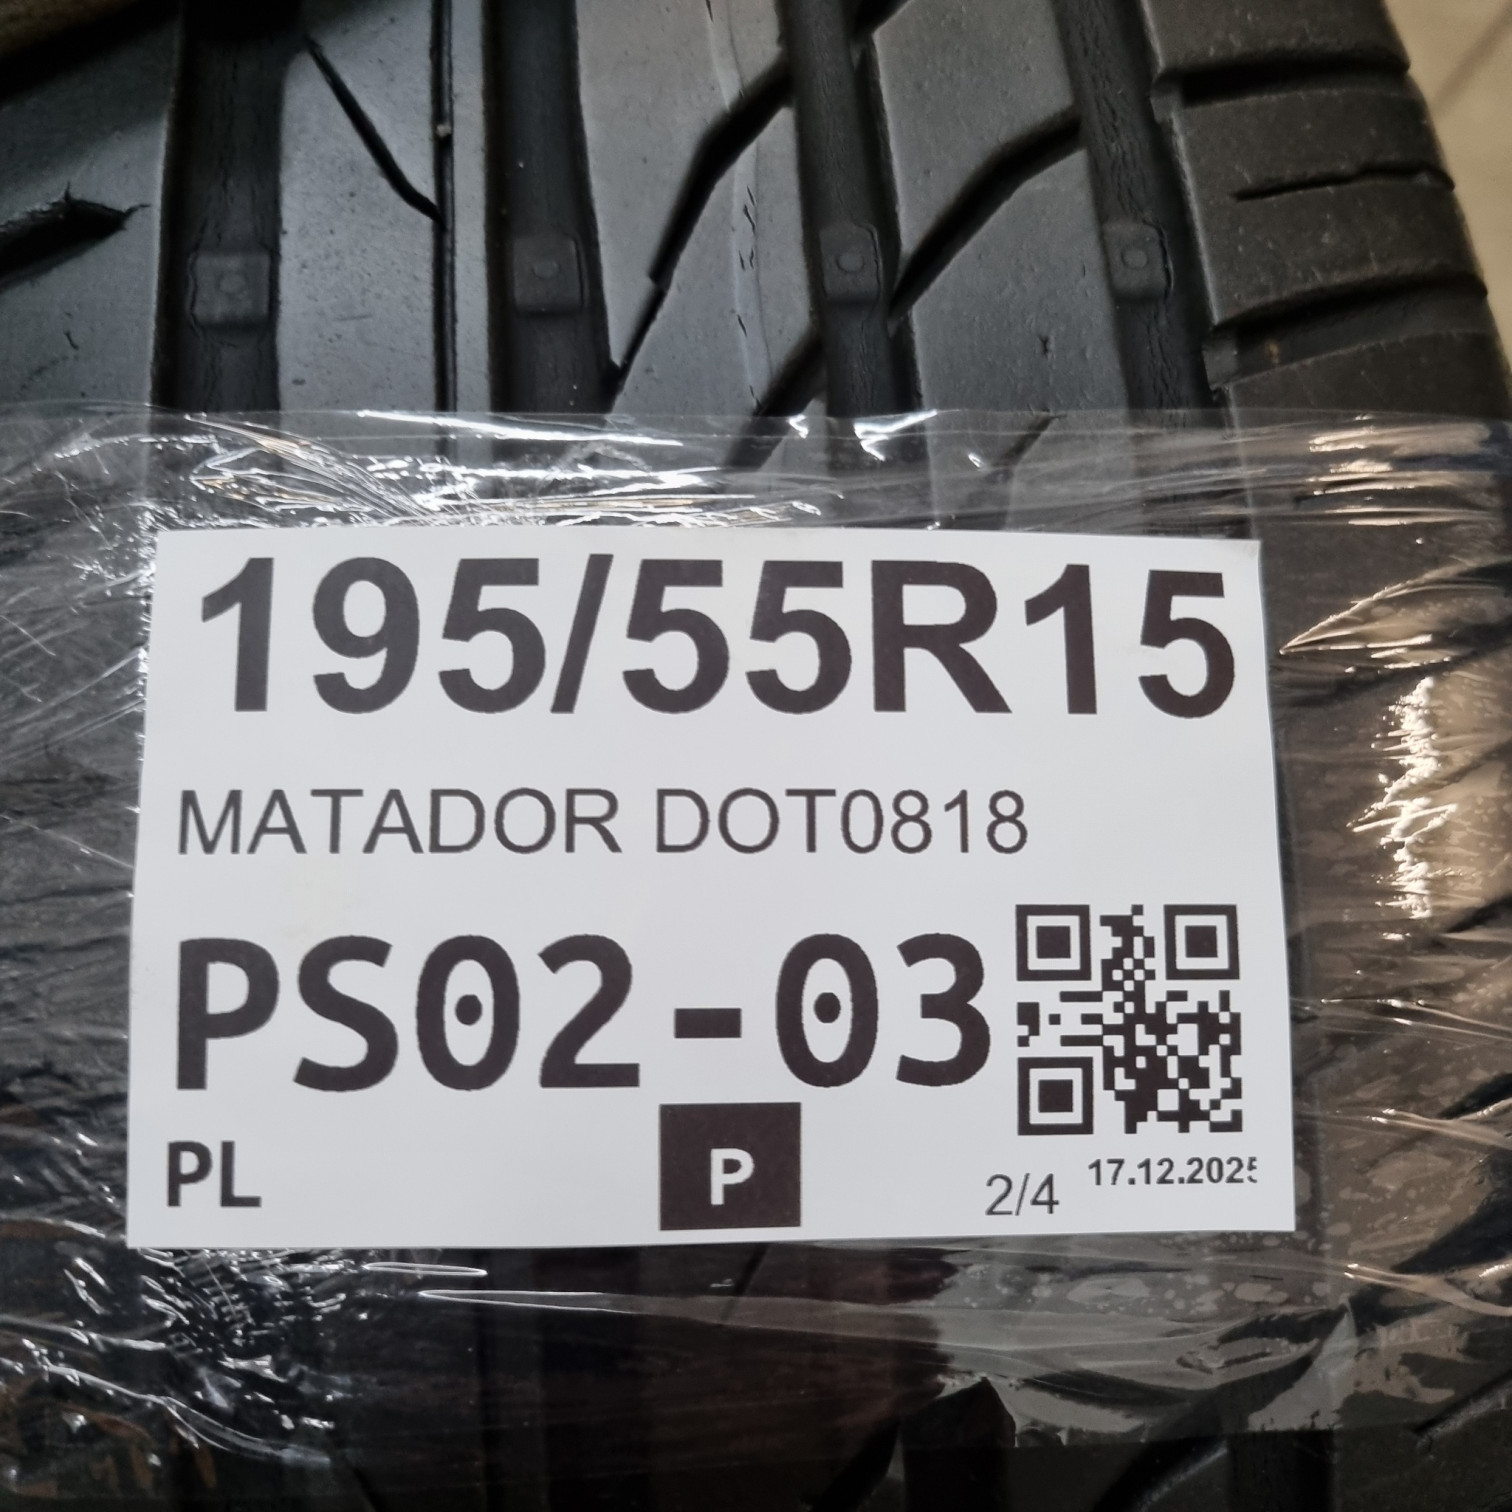 195/55R15
MATADOR DOT0818
PS02-03
PL P 2/4 17.12.2025